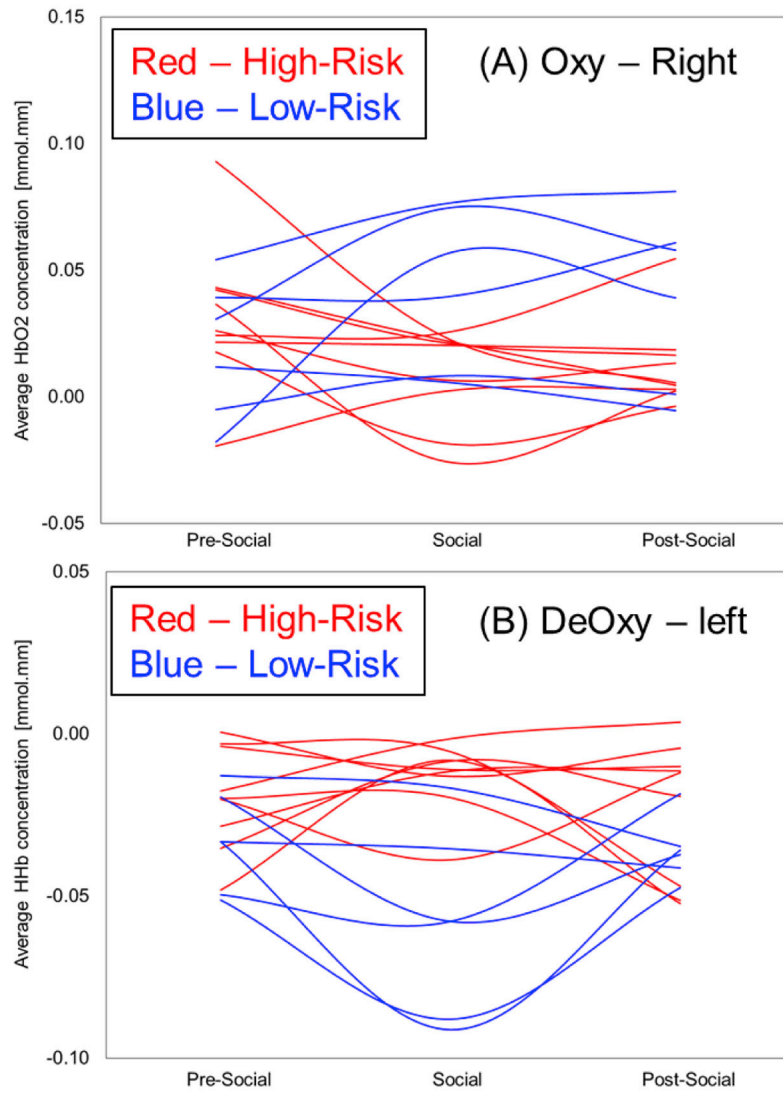 0.15
Red – High-Risk
Blue – Low-Risk
(A) Oxy – Right
0.10
0.05
0.00
-0.05
Average HbO2 concentration [mmol.mm]
Pre-Social
Social
Post-Social
0.05
Red – High-Risk
Blue – Low-Risk
(B) DeOxy – left
0.00
-0.05
-0.10
Average HHb concentration [mmol.mm]
Pre-Social
Social
Post-Social